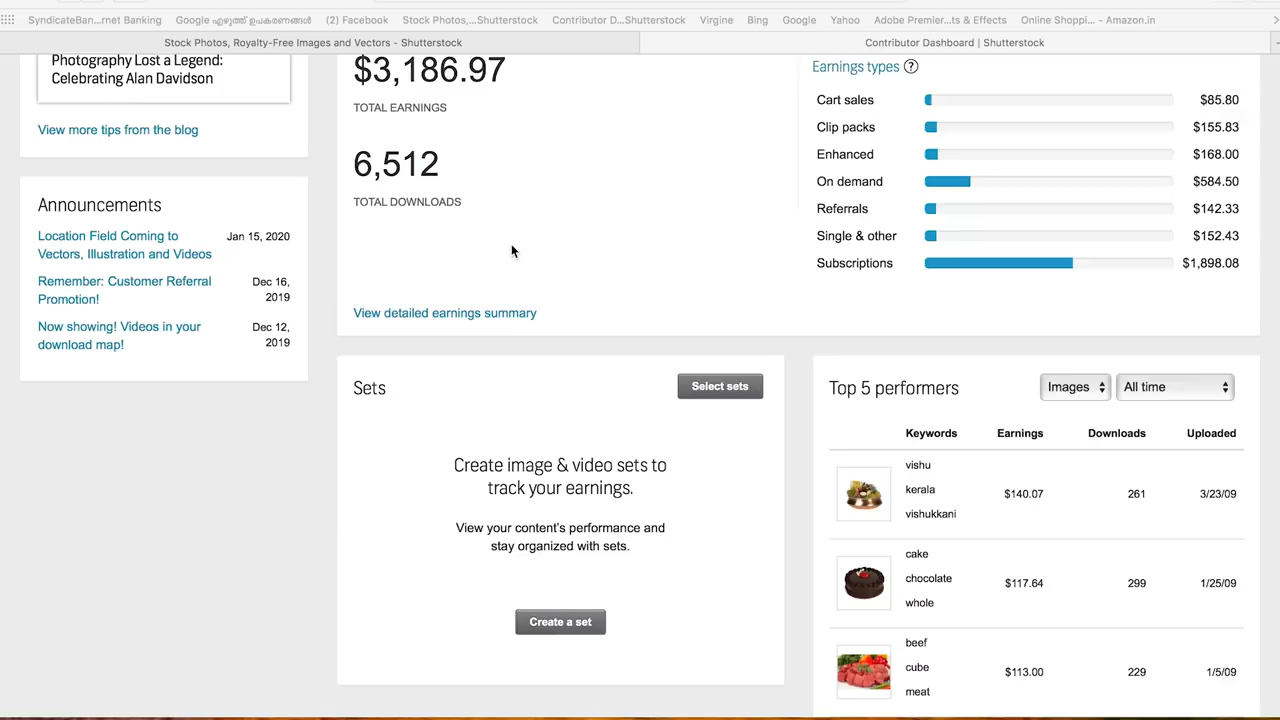 SyndicateBan...rnet Banking Google എഴുത്ത് ഉപകരണങ്ങൾ (2) Facebook Stock Photos,...Shutterstock Contributor D...Shutterstock Virgine Bing Google Yahoo Adobe Premier...ts & Effects Online Shoppi... - Amazon.in
Stock Photos, Royalty-Free Images and Vectors - Shutterstock
Contributor Dashboard | Shutterstock
Photography Lost a Legend:
Celebrating Alan Davidson
View more tips from the blog
Announcements
Location Field Coming to Vectors, Illustration and Videos Jan 15, 2020
Remember: Customer Referral Promotion! Dec 16, 2019
Now showing! Videos in your download map! Dec 12, 2019
$3,186.97
TOTAL EARNINGS
6,512
TOTAL DOWNLOADS
View detailed earnings summary
Earnings types ?
Cart sales $85.80
Clip packs $155.83
Enhanced $168.00
On demand $584.50
Referrals $142.33
Single & other $152.43
Subscriptions $1,898.08
Sets
Select sets
Create image & video sets to
track your earnings.
View your content's performance and
stay organized with sets.
Create a set
Top 5 performers Images All time
Keywords Earnings Downloads Uploaded
vishu
kerala $140.07 261 3/23/09
vishukkani
cake
chocolate $117.64 299 1/25/09
whole
beef
cube $113.00 229 1/5/09
meat